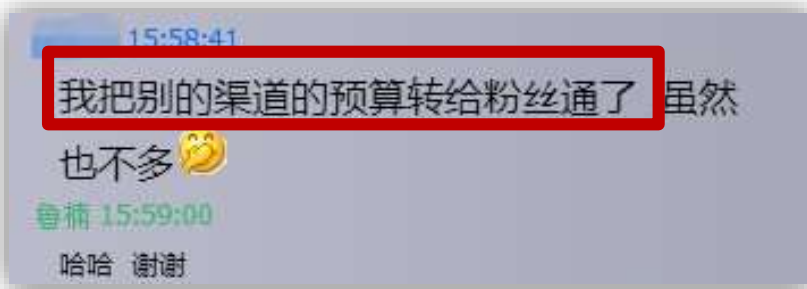 15:58:41
我把别的渠道的预算转给粉丝通了 虽然
也不多
鲁楠 15:59:00
哈哈 谢谢